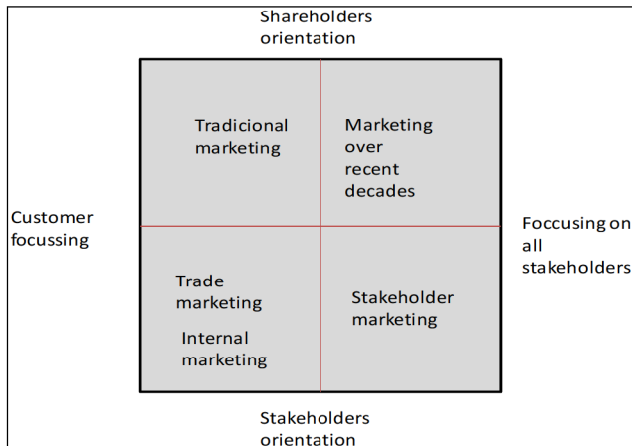 Shareholders
orientation
Tradicional
marketing
Marketing
over
recent
decades
Customer
focussing
Foccusing on
all
stakeholders
Trade
marketing
Internal
marketing
Stakeholder
marketing
Stakeholders
orientation